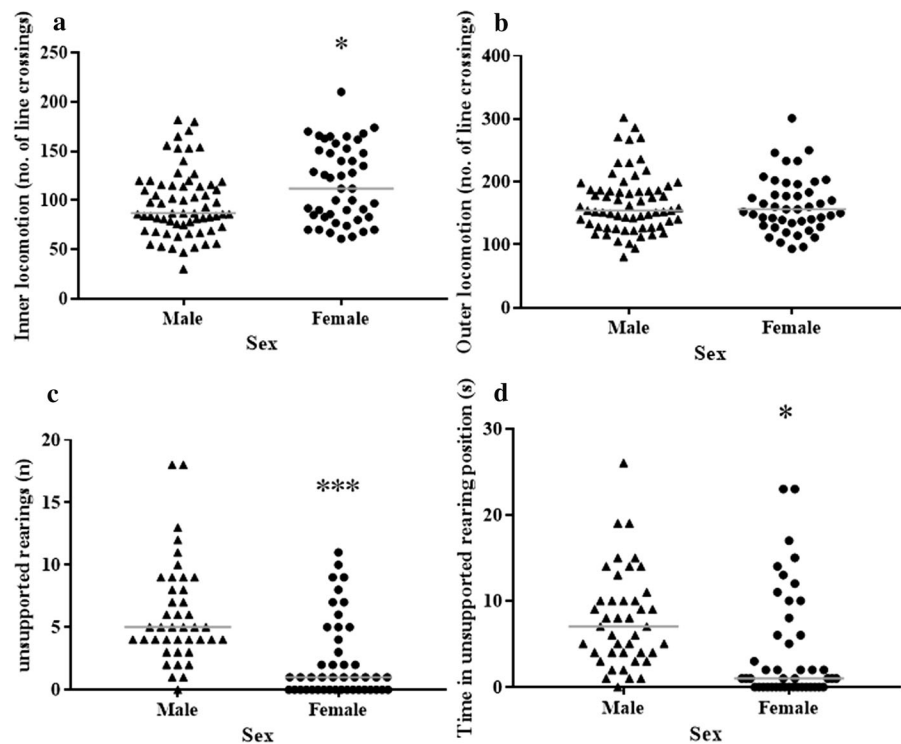 a
*
Inner locomotion (no. of line crossings)
250
200
150
100
50
0
Male
Female
Sex
b
Outer locomotion (no. of line crossings)
400
300
200
100
0
Male
Female
Sex
c
***
unsupported rearings (n)
20
15
10
5
0
Male
Female
Sex
d
*
Time in unsupported rearing position (s)
30
20
10
0
Male
Female
Sex